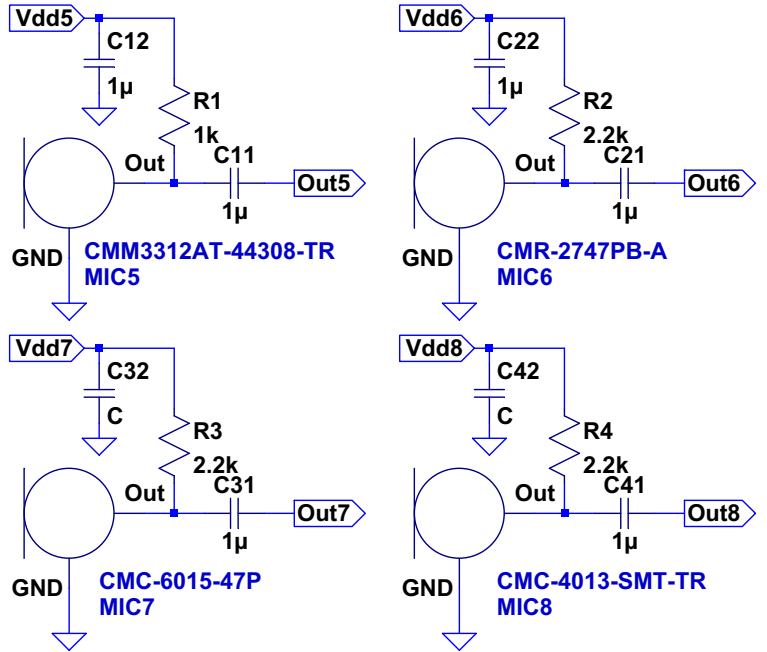 Vdd5
C12
1µ
R1
1k
Out
C11
1µ
Out5
GND
CMM3312AT-44308-TR
MIC5
Vdd6
C22
1µ
R2
2.2k
Out
C21
1µ
Out6
GND
CMR-2747PB-A
MIC6
Vdd7
C32
C
R3
2.2k
Out
C31
1µ
Out7
GND
CMC-6015-47P
MIC7
Vdd8
C42
C
R4
2.2k
Out
C41
1µ
Out8
GND
CMC-4013-SMT-TR
MIC8